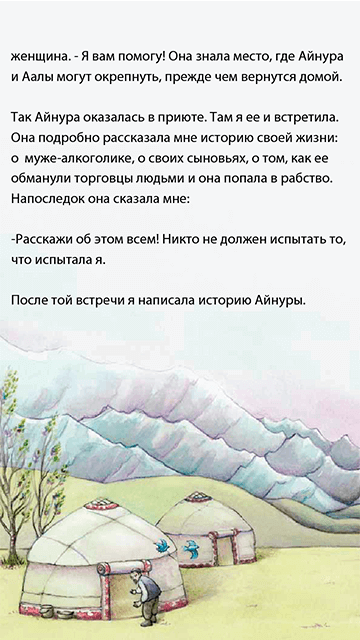 женщина. - Я вам помогу! Она знала место, где Айнура
и Аалы могут окрепнуть, прежде чем вернутся домой.
Так Айнура оказалась в приюте. Там я ее и встретила.
Она подробно рассказала мне историю своей жизни:
о муже-алкоголике, о своих сыновьях, о том, как ее
обманули торговцы людьми и она попала в рабство.
Напоследок она сказала мне:
-Расскажи об этом всем! Никто не должен испытать то,
что испытала я.
После той встречи я написала историю Айнуры.